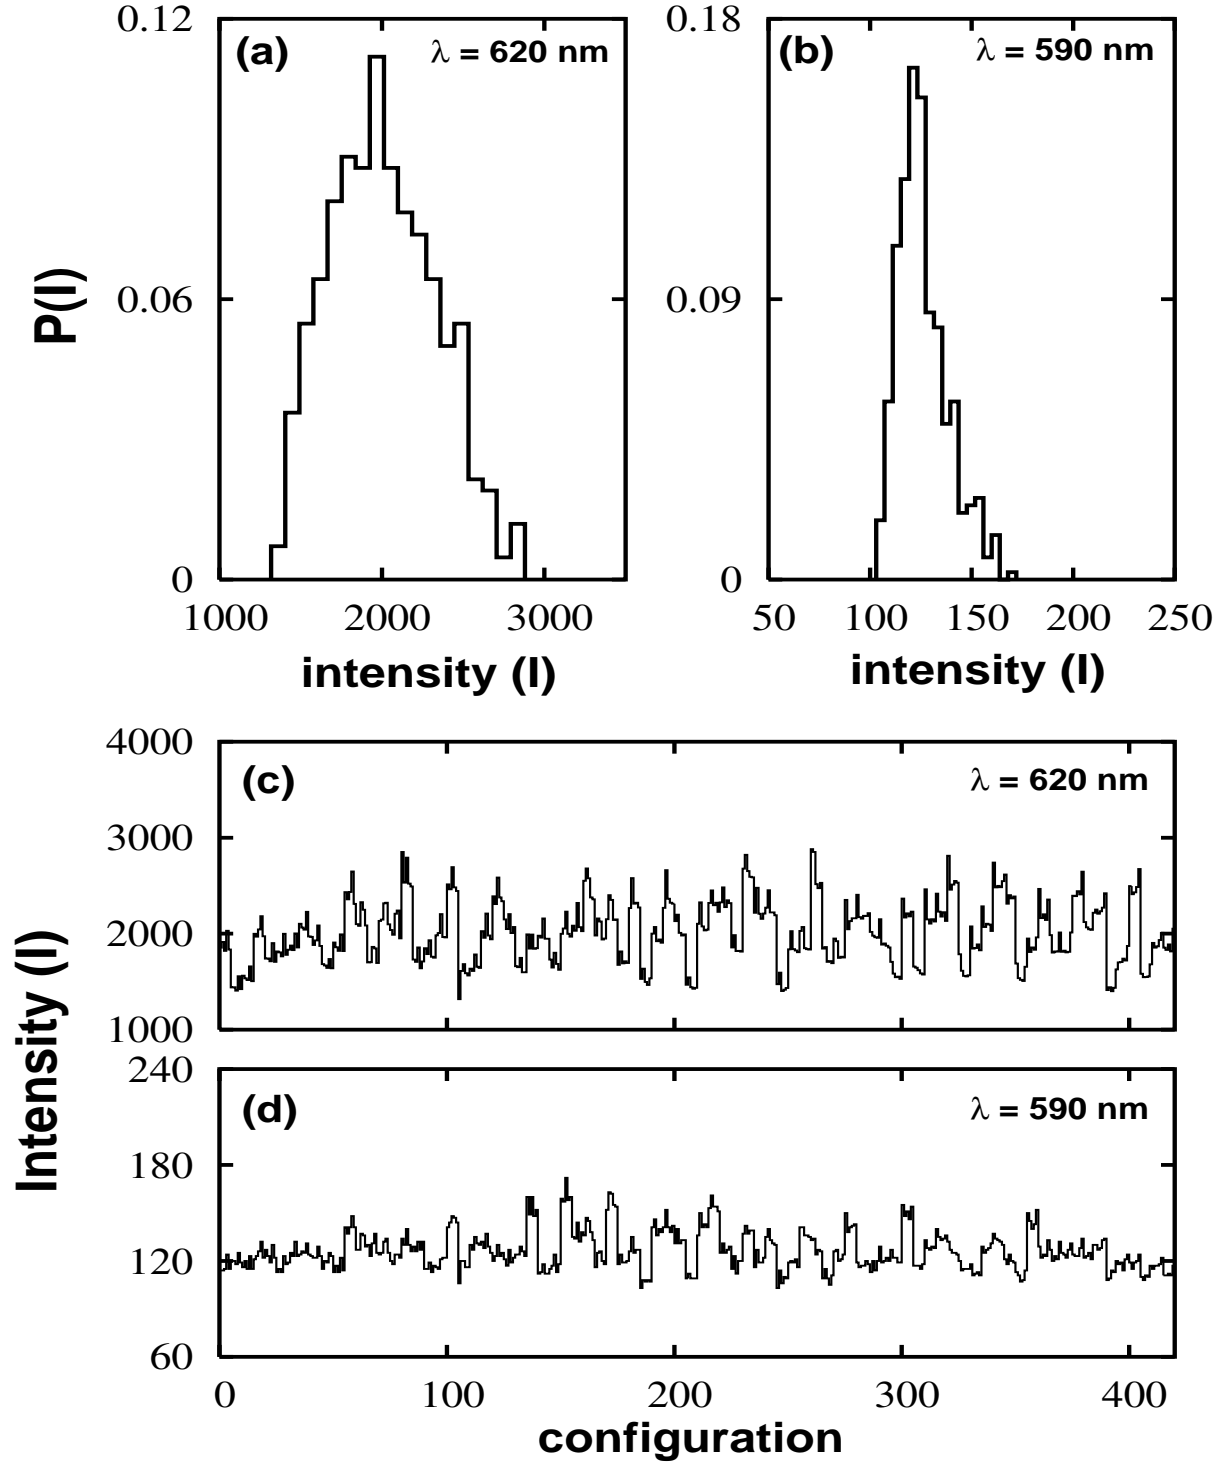 0.12
(a)
λ = 620 nm
0.06
0
P(I)
1000
2000
3000
intensity (I)
0.18
(b)
λ = 590 nm
0.09
0
50
100
150
200
250
intensity (I)
4000
(c)
λ = 620 nm
3000
2000
1000
Intensity (I)
240
(d)
λ = 590 nm
180
120
60
0
100
200
300
400
configuration